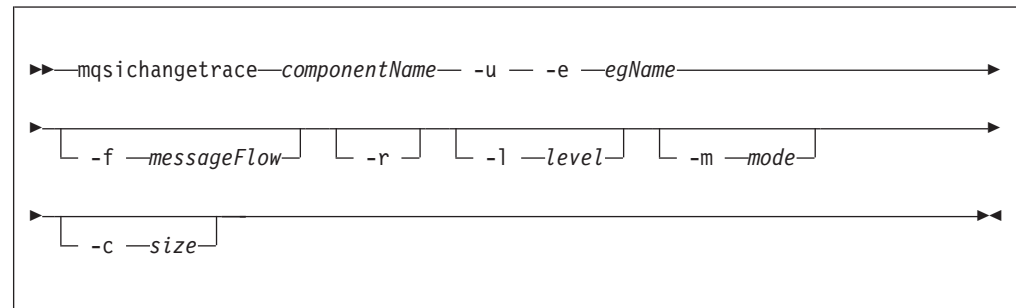 mqsichangetrace componentName -u -e egName
-f messageFlow -r -l level -m mode
-c size